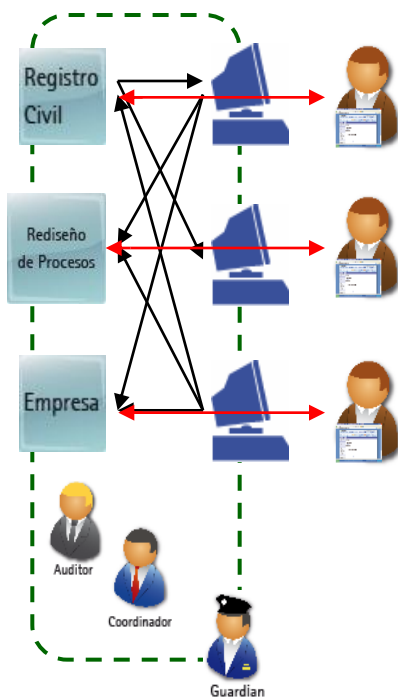 Registro
Civil
Rediseño
de Procesos
Empresa
Auditor
Coordinador
Guardian